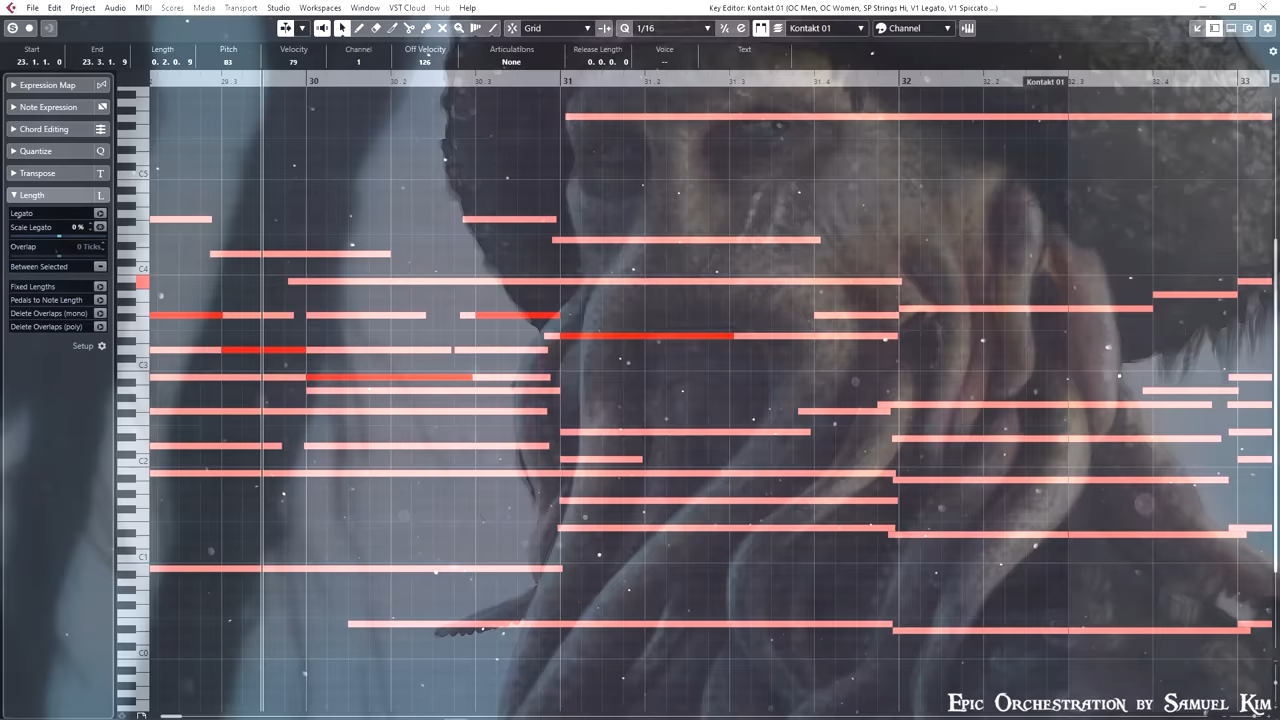 File Edit Project Audio MIDI Scores Media Transport Studio Workspaces Window VST Cloud Hub Help Key Editor: Kontakt 01 (OC Men, OC Women, SP Strings Hi, V1 Legato, V1 Spiccato ...)
S Grid Q 1/16 e Kontakt 01 Channel
Start End Length Pitch Velocity Channel Off Velocity Articulations Release Length Voice Text
23. 1. 1. 0 23. 3. 1. 9 0. 2. 0. 9 83 79 1 126 None 0. 0. 0. 0 --
29.3 30 30.2 30.3 31 31.2 31.3 31.4 32 32.2 Kontakt 01 32.3 32.4 33
Expression Map
Note Expression
Chord Editing
Quantize Q
Transpose T
Length L
Legato
Scale Legato 0 %
Overlap 0 Ticks
Between Selected
Fixed Lengths
Pedals to Note Length
Delete Overlaps (mono)
Delete Overlaps (poly)
Setup
C5
C4
C3
C2
C1
C0
Epic Orchestration by Samuel Kim